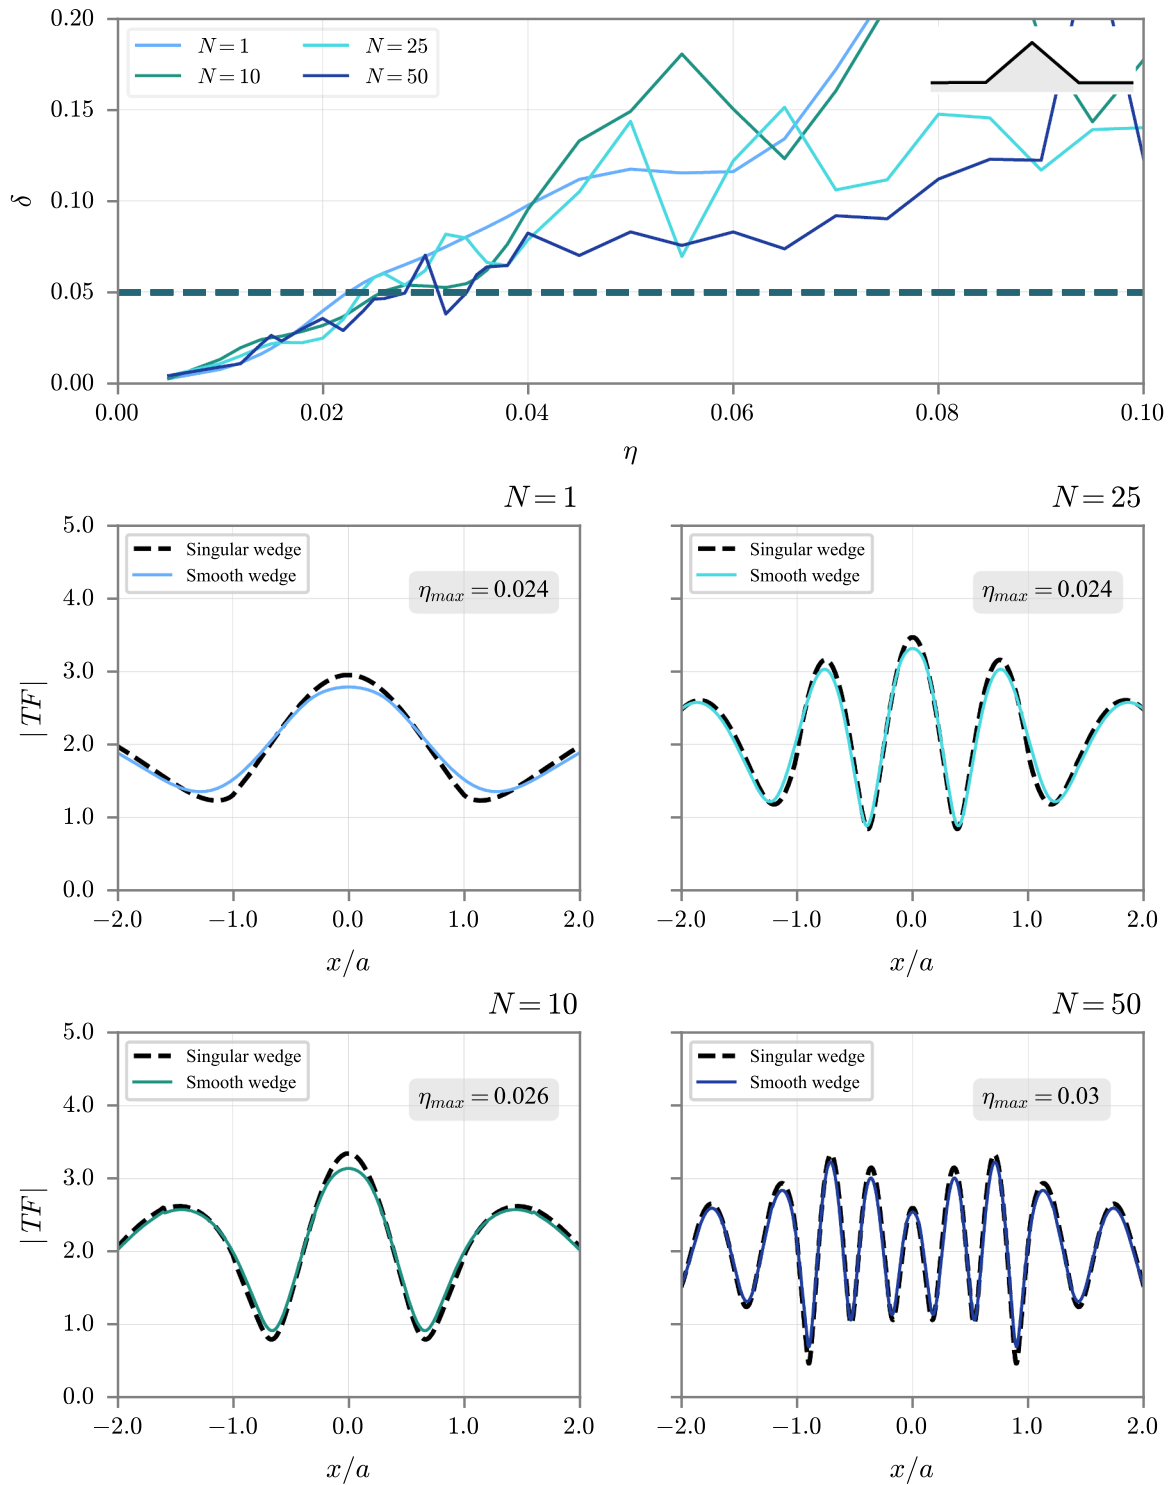 0.20
0.15
0.10
0.05
0.00
δ
N = 1
N = 10
N = 25
N = 50
0.00 0.02 0.04 0.06 0.08 0.10
η
N = 1
5.0
4.0
3.0
2.0
1.0
0.0
|TF|
Singular wedge
Smooth wedge
η_max = 0.024
−2.0 −1.0 0.0 1.0 2.0
x/a
N = 25
Singular wedge
Smooth wedge
η_max = 0.024
−2.0 −1.0 0.0 1.0 2.0
x/a
N = 10
5.0
4.0
3.0
2.0
1.0
0.0
|TF|
Singular wedge
Smooth wedge
η_max = 0.026
−2.0 −1.0 0.0 1.0 2.0
x/a
N = 50
Singular wedge
Smooth wedge
η_max = 0.03
−2.0 −1.0 0.0 1.0 2.0
x/a